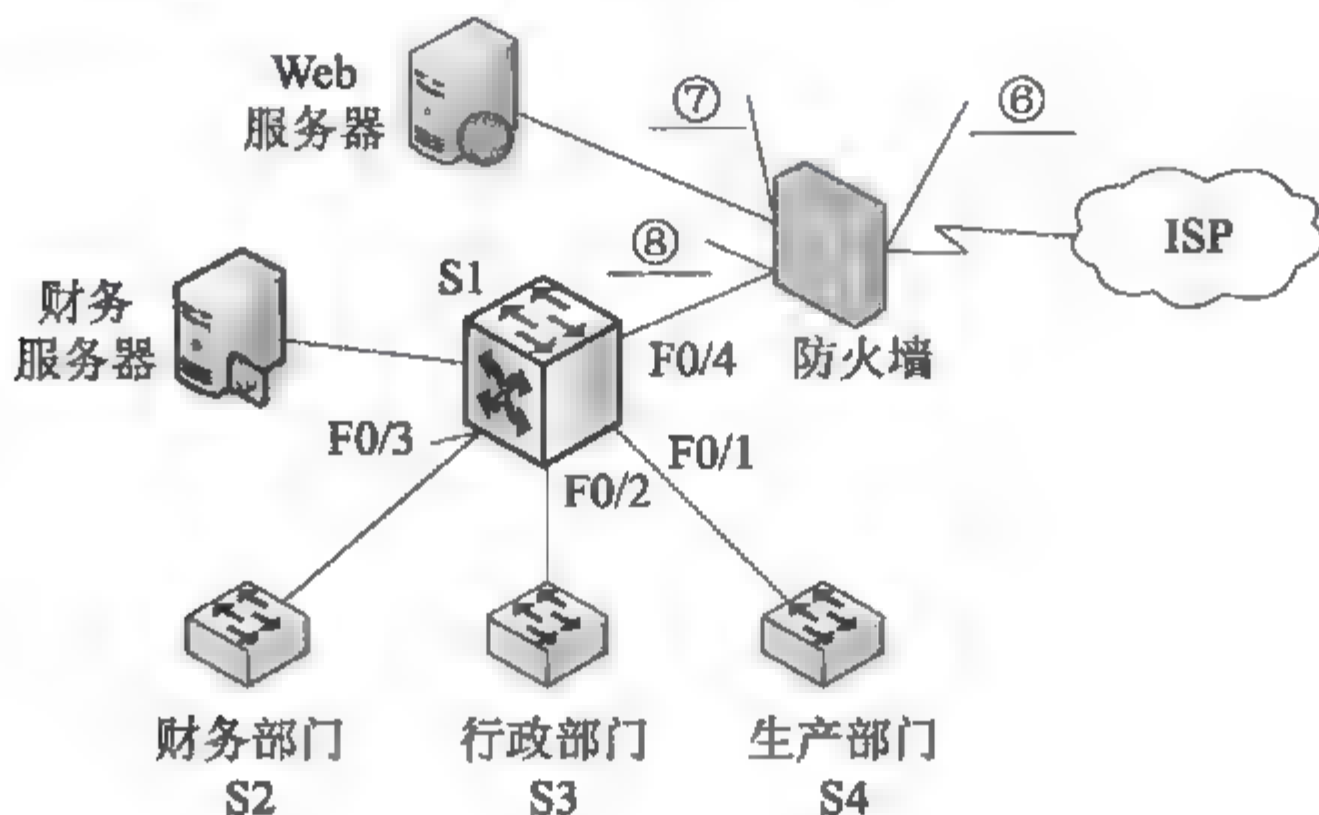 Web
服务器
⑦
⑥
ISP
⑧
S1
财务
服务器
F0/4
防火墙
F0/3
F0/1
F0/2
财务部门
S2
行政部门
S3
生产部门
S4